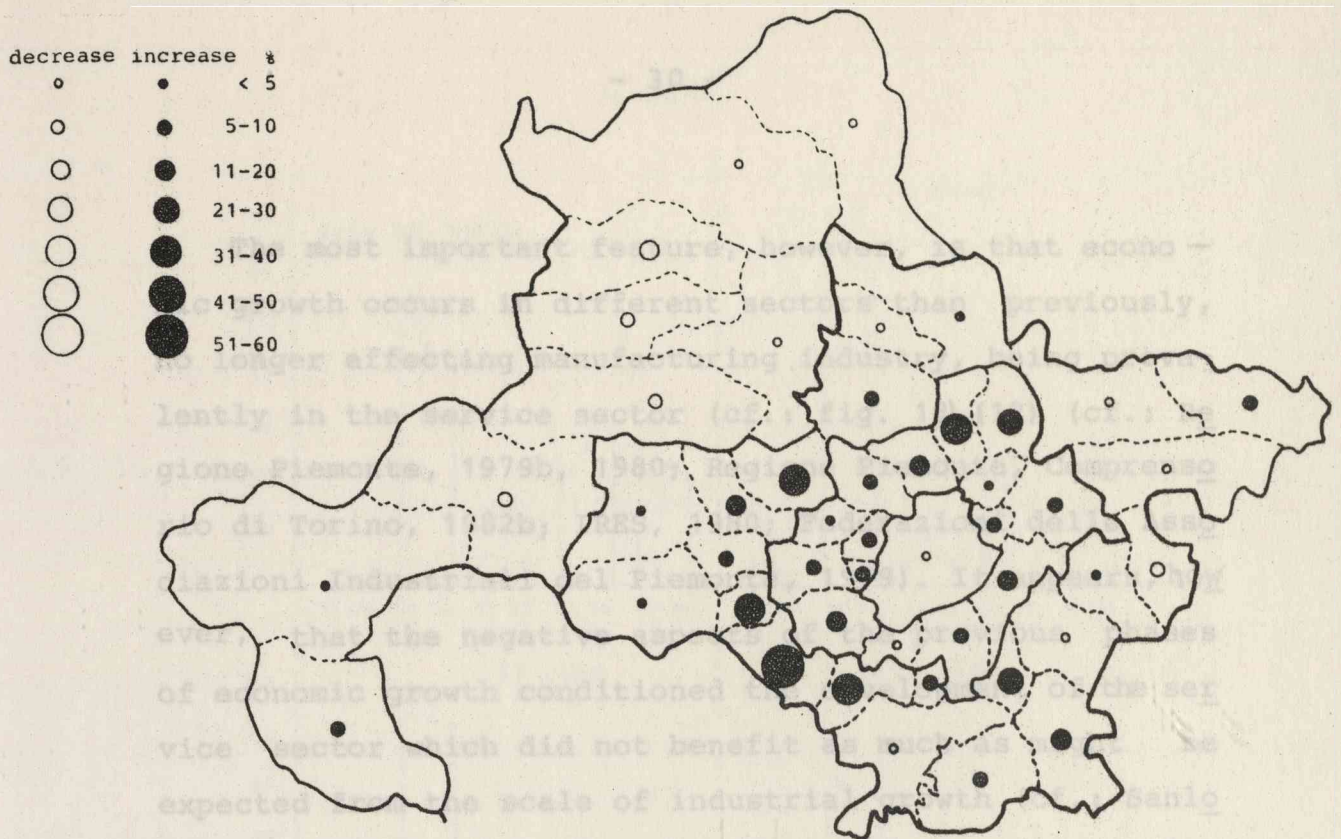 decrease increase %
< 5
5-10
11-20
21-30
31-40
41-50
51-60
- 30 -
The most important feature, however, is that econo -
mic growth occurs in different sectors than previously,
no longer affecting manufacturing industry, being preva-
lently in the service sector (cf.: fig. (cf.: Re
gione Piemonte, 1979b, 1980; Regione Piemonte, Comprenso
rio di Torino, 1982b; IRES, 1980; Federazione delle Asso
ciazioni Industriali del Piemonte, It appears, how
ever, that the negative aspects of the previous phases
of economic growth conditioned the development of the ser
vice sector which did not benefit as much as might be
expected from the scale of industrial growth (cf.: Sanlo